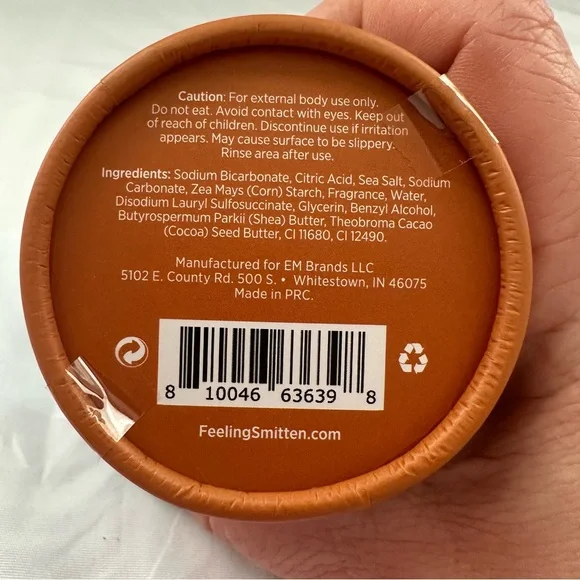 Caution: For external body use only.
Do not eat. Avoid contact with eyes. Keep out
of reach of children. Discontinue use if irritation
appears. May cause surface to be slippery.
Rinse area after use.
Ingredients: Sodium Bicarbonate, Citric Acid, Sea Salt, Sodium
Carbonate, Zea Mays (Corn) Starch, Fragrance, Water,
Disodium Lauryl Sulfosuccinate, Glycerin, Benzyl Alcohol,
Butyrospermum Parkii (Shea) Butter, Theobroma Cacao
(Cocoa) Seed Butter, CI 11680, CI 12490.
Manufactured for EM Brands LLC
5102 E. County Rd. 500 S. • Whitestown, IN 46075
Made in PRC.
8 10046 63639 8
FeelingSmitten.com